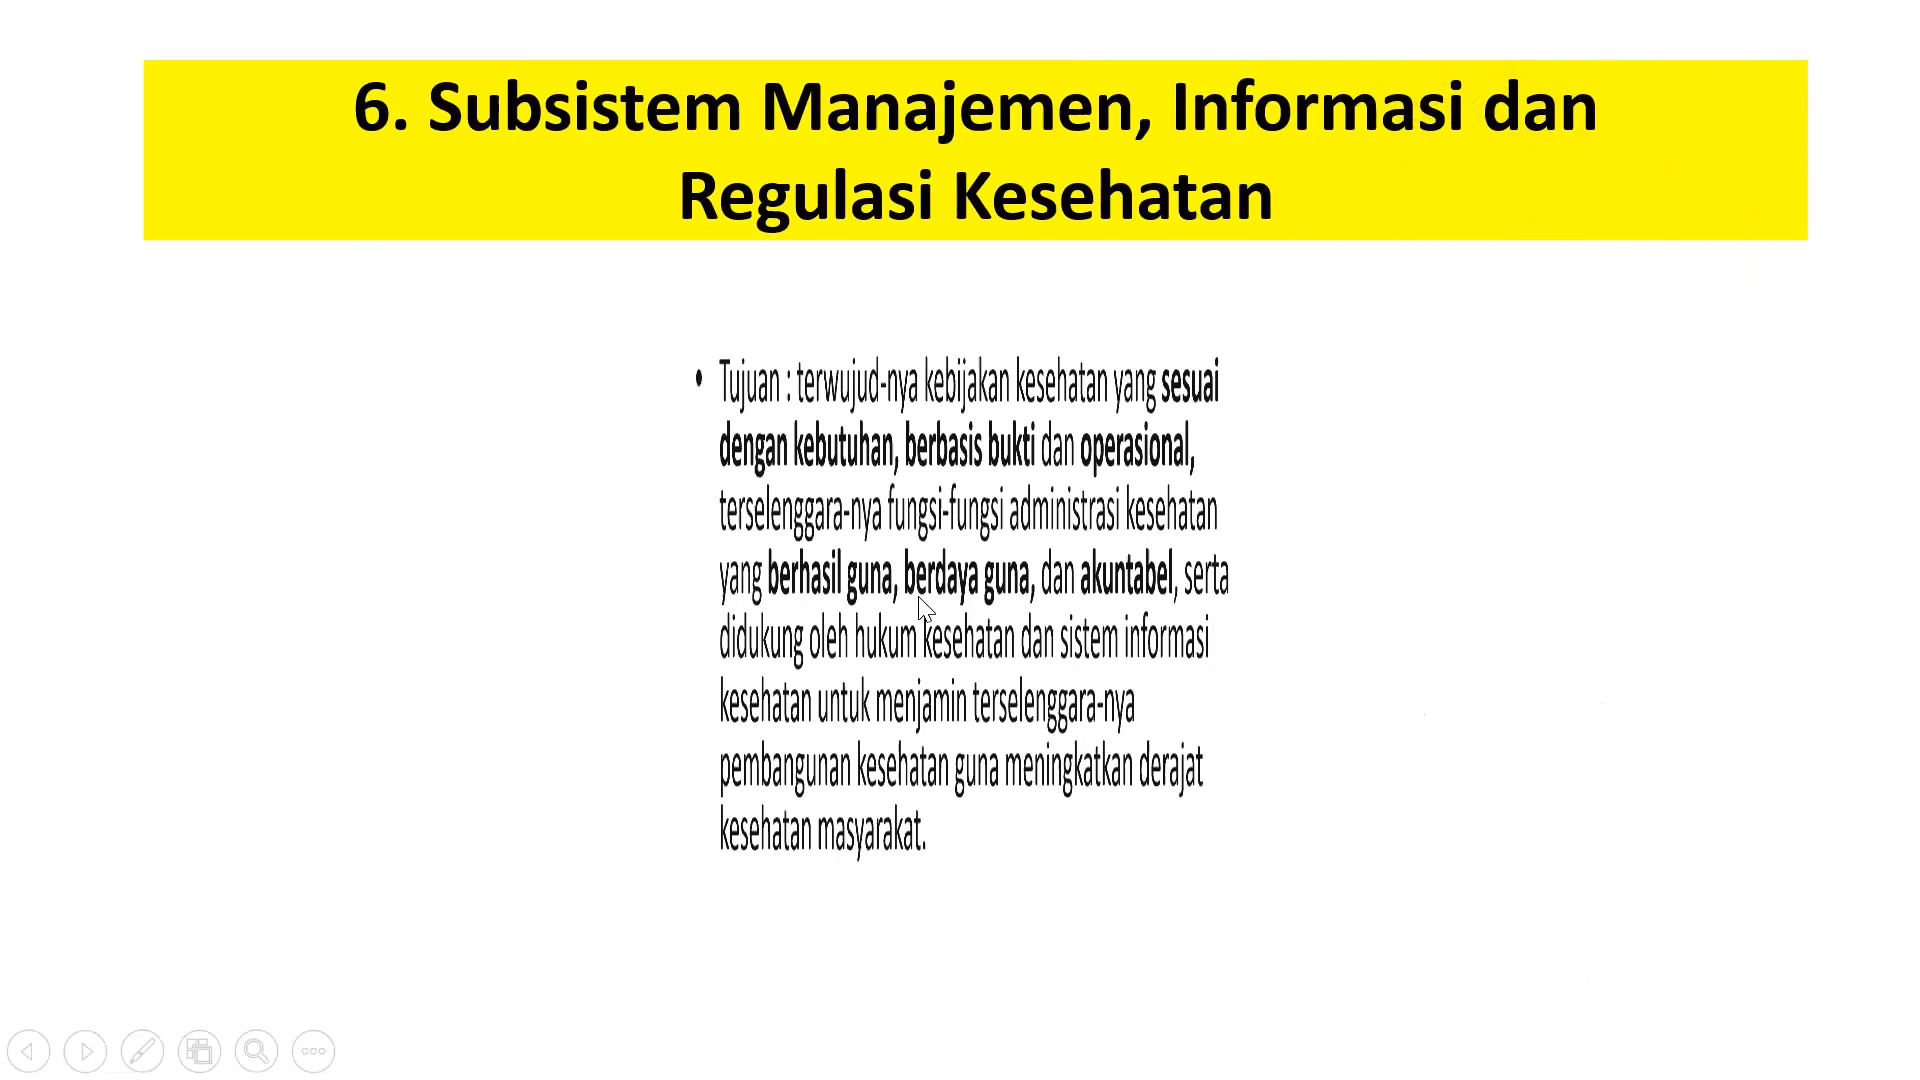 6. Subsistem Manajemen, Informasi dan
Regulasi Kesehatan
• Tujuan : terwujud-nya kebijakan kesehatan yang sesuai
dengan kebutuhan, berbasis bukti dan operasional,
terselenggara-nya fungsi-fungsi administrasi kesehatan
yang berhasil guna, berdaya guna, dan akuntabel, serta
didukung oleh hukum kesehatan dan sistem informasi
kesehatan untuk menjamin terselenggara-nya
pembangunan kesehatan guna meningkatkan derajat
kesehatan masyarakat.